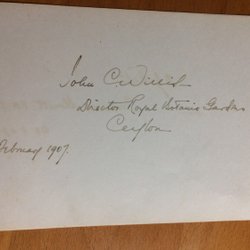 John C Willis
Director Royal Botanic Gardens
Ceylon
February 1907.